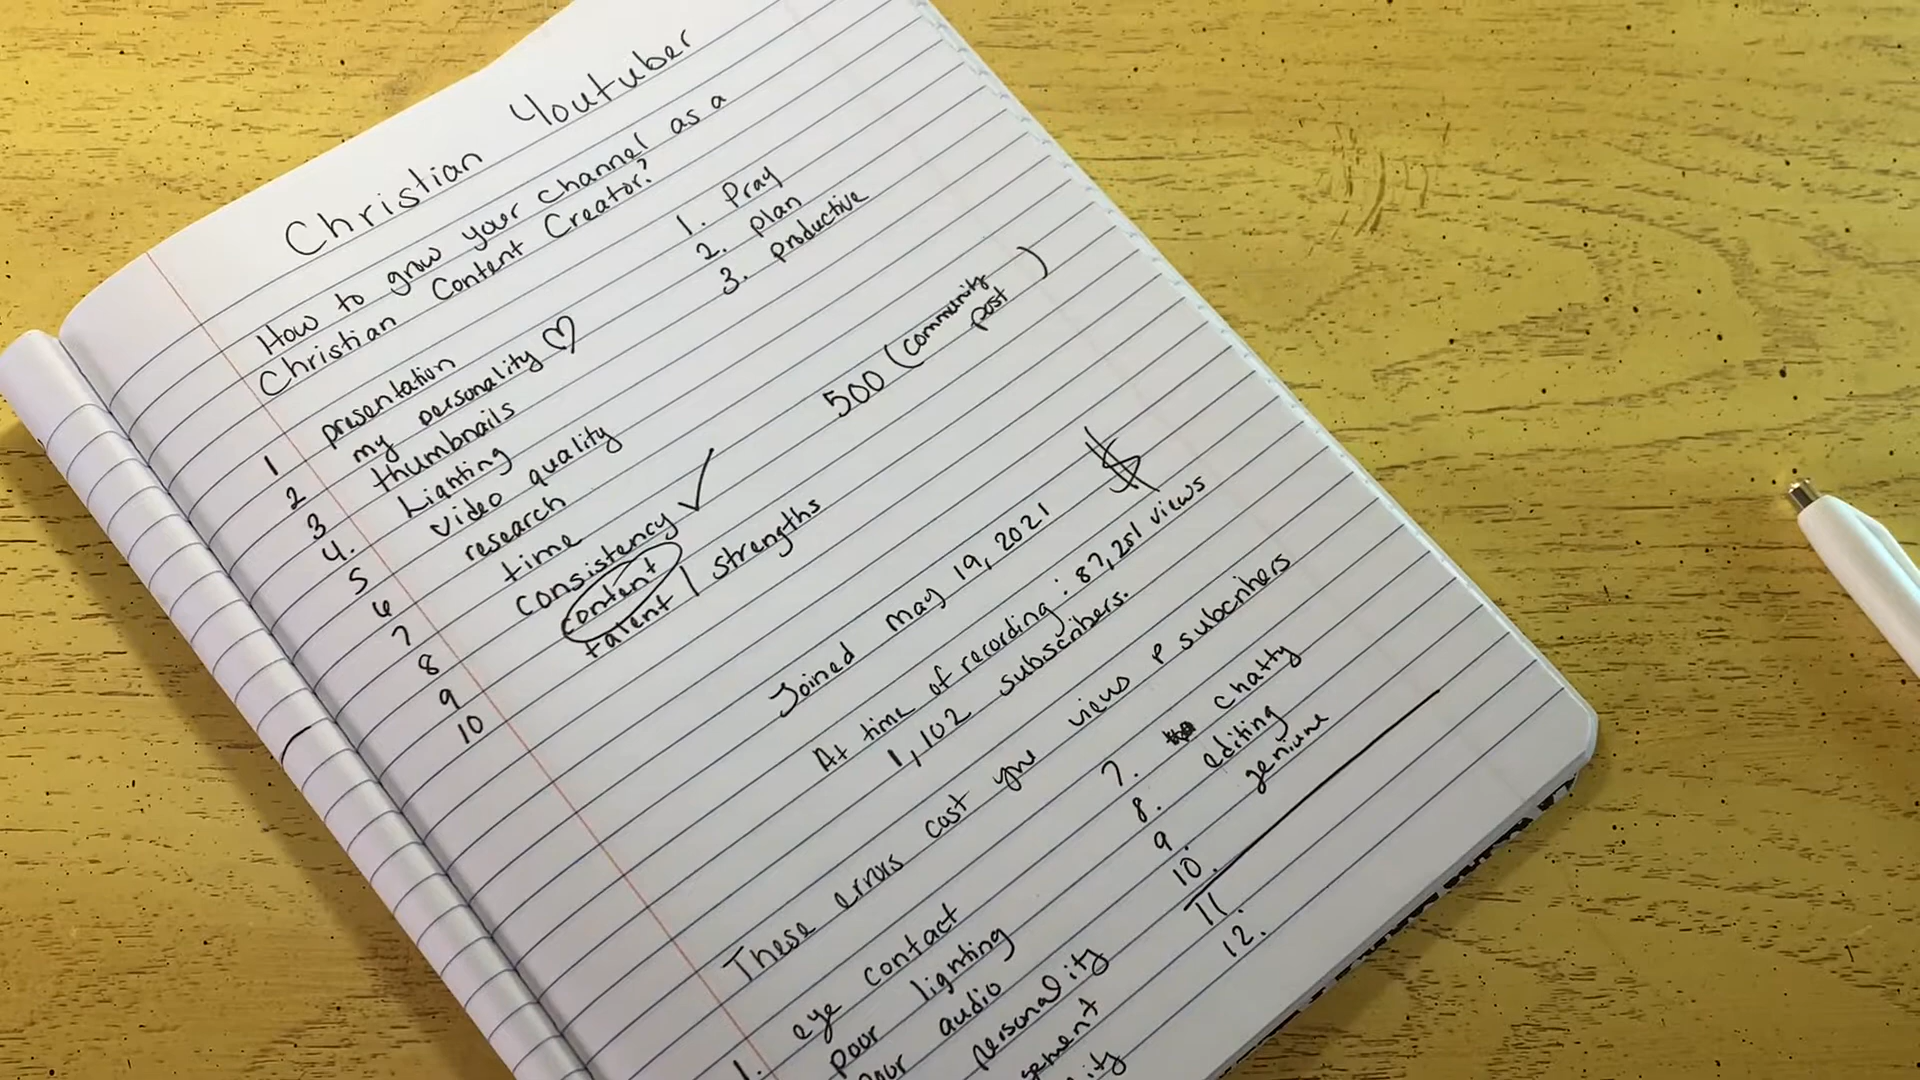 Christian Youtuber
How to grow your channel as a
Christian Content Creator?
1. Pray
2. plan
3. productive
1 presentation
2 my personality ♡
3 thumbnails
4. Lighting
5 video quality
6 research
7 time
8 consistency ✓
9 content
10 talent / strengths
500 (community
post)
$
Joined may 19, 2021
At time of recording: 87,251 views
1,102 subscribers.
These errors cost you views & subscribers
1. eye contact
poor lighting
poor audio
personality
7. chatty
8. editing
9. genuine
10.
11.
12.